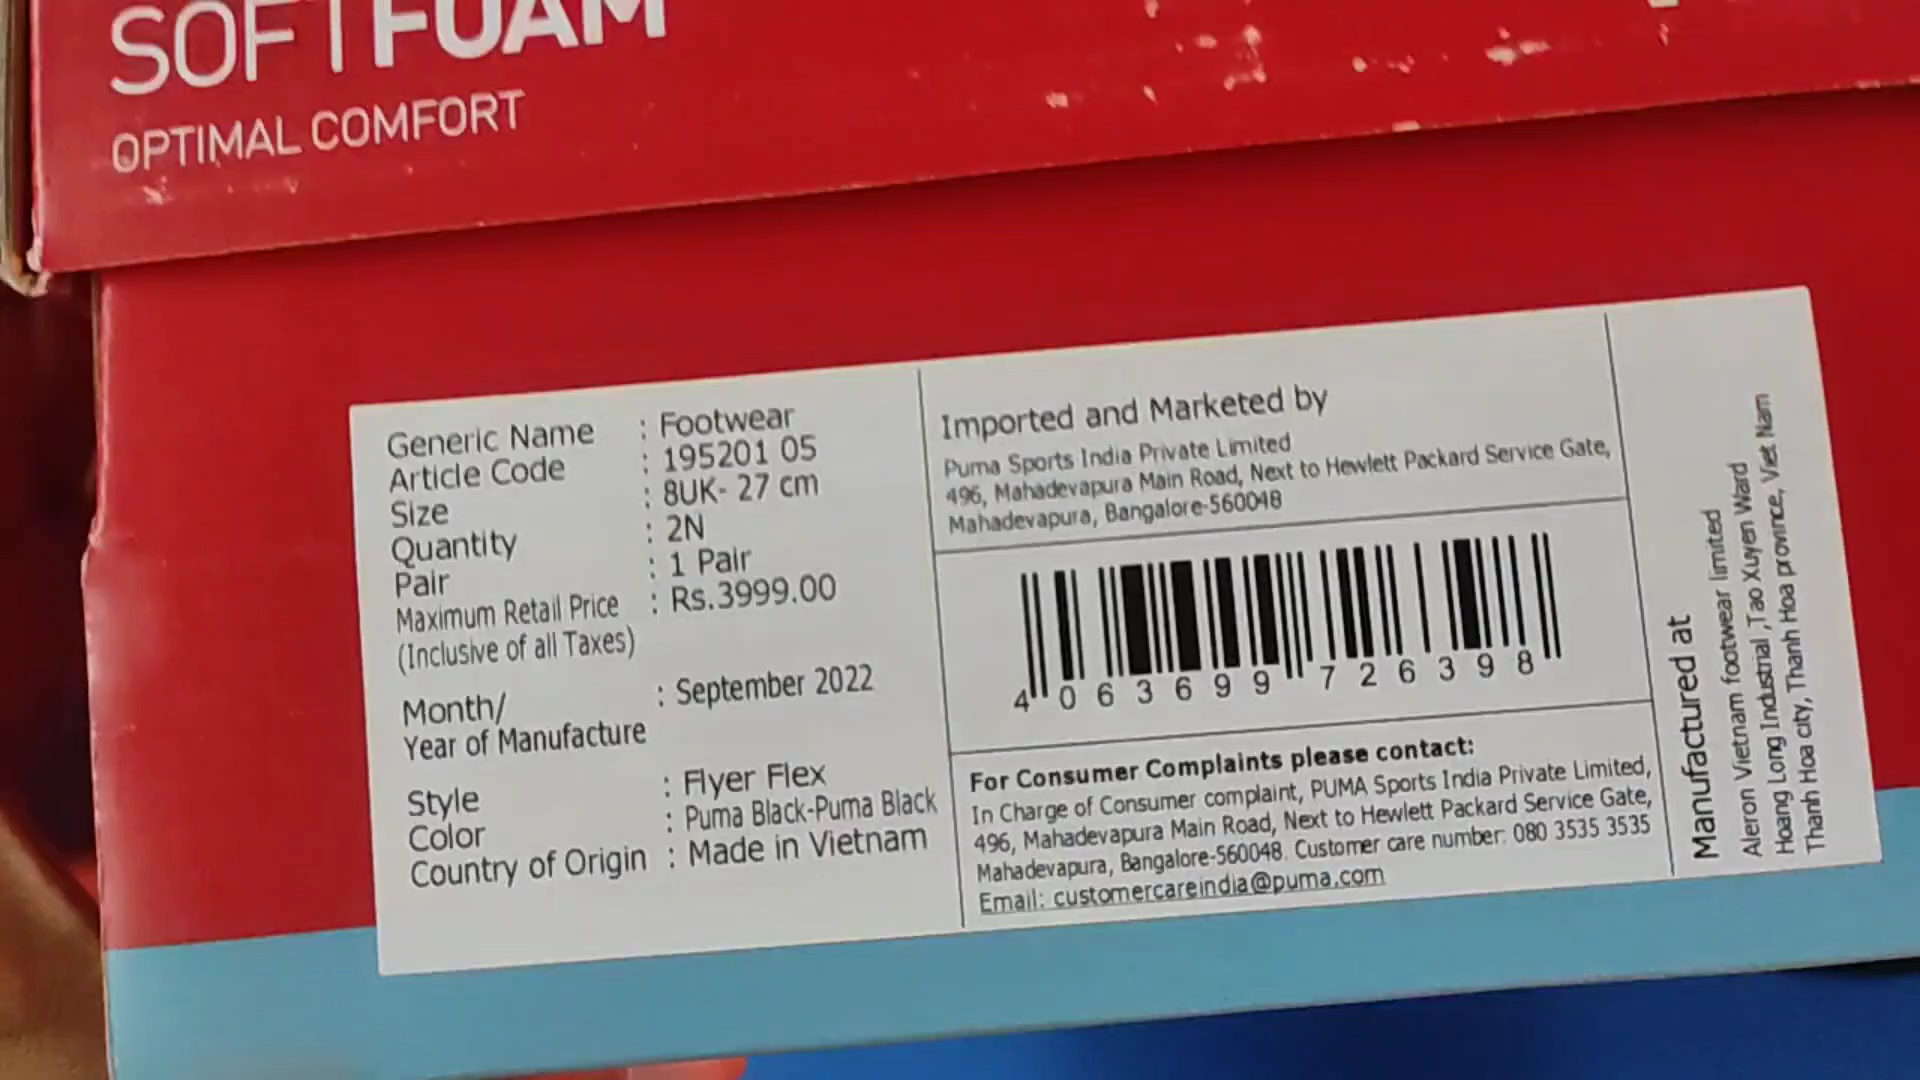 SOFTFOAM
OPTIMAL COMFORT
Generic Name : Footwear
Article Code : 195201 05
Size : 8UK- 27 cm
Quantity : 2N
Pair : 1 Pair
Maximum Retail Price : Rs.3999.00
(Inclusive of all Taxes)
Month/ : September 2022
Year of Manufacture
Style : Flyer Flex
Color : Puma Black-Puma Black
Country of Origin : Made in Vietnam
Imported and Marketed by
Puma Sports India Private Limited
496, Mahadevapura Main Road, Next to Hewlett Packard Service Gate,
Mahadevapura, Bangalore-560048
4 063699 726398
For Consumer Complaints please contact:
In Charge of Consumer complaint, PUMA Sports India Private Limited,
496, Mahadevapura Main Road, Next to Hewlett Packard Service Gate,
Mahadevapura, Bangalore-560048. Customer care number: 080 3535 3535
Email: customercareindia@puma.com
Manufactured at
Aleron Vietnam footwear limited
Hoang Long Industrial ,Tao Xuyen Ward
Thanh Hoa city, Thanh Hoa province, Viet Nam